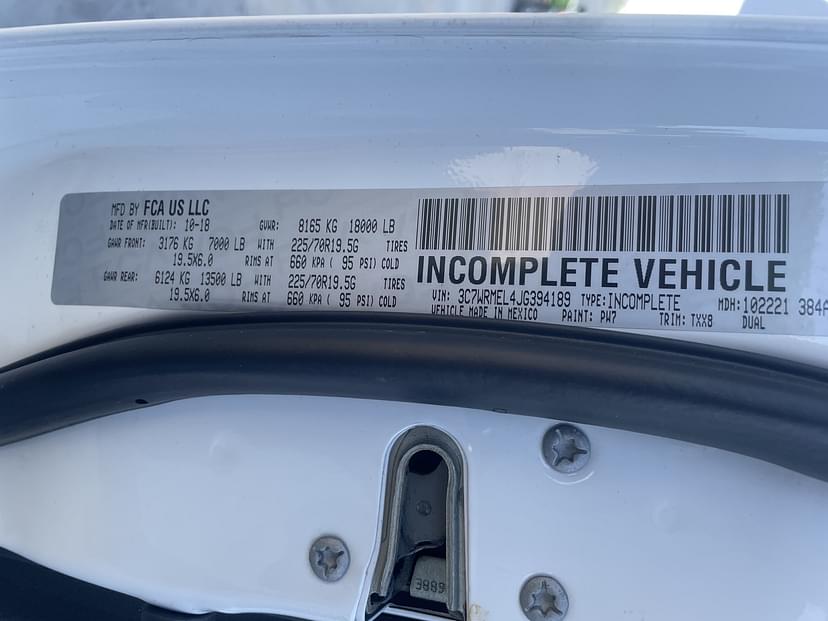 MFD BY FCA US LLC
DATE OF MFR(BUILT): 10-18 GVWR: 8165 KG 18000 LB
GAWR FRONT: 3176 KG 7000 LB WITH 225/70R19.5G TIRES
19.5X6.0 RIMS AT 660 KPA ( 95 PSI) COLD
GAWR REAR: 6124 KG 13500 LB WITH 225/70R19.5G TIRES
19.5X6.0 RIMS AT 660 KPA ( 95 PSI) COLD
INCOMPLETE VEHICLE
VIN: 3C7WRMEL4JG394189 TYPE: INCOMPLETE MDH: 102221 384A
VEHICLE MADE IN MEXICO PAINT: PW7 TRIM: TXX8 DUAL
3889